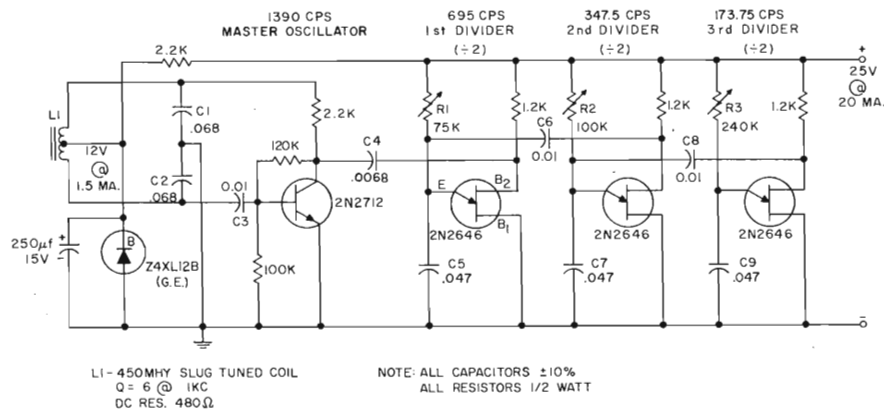 1390 CPS
MASTER OSCILLATOR
695 CPS
1st DIVIDER
(÷2)
347.5 CPS
2nd DIVIDER
(÷2)
173.75 CPS
3rd DIVIDER
(÷2)
2.2K
+
25V
@
20 MA.
L1
C1
.068
2.2K
R1
75K
1.2K
R2
100K
1.2K
R3
240K
1.2K
C6
0.01
C8
0.01
12V
@
1.5 MA.
120K
C4
.0068
C2
.068
0.01
C3
2N2712
E
B2
B1
2N2646
2N2646
2N2646
250µf
15V
+
-
B
Z4XL12B
(G.E.)
100K
C5
.047
C7
.047
C9
.047
-
L1-450MHY SLUG TUNED COIL
Q = 6 @ 1KC
DC RES. 480Ω
NOTE: ALL CAPACITORS ±10%
ALL RESISTORS 1/2 WATT